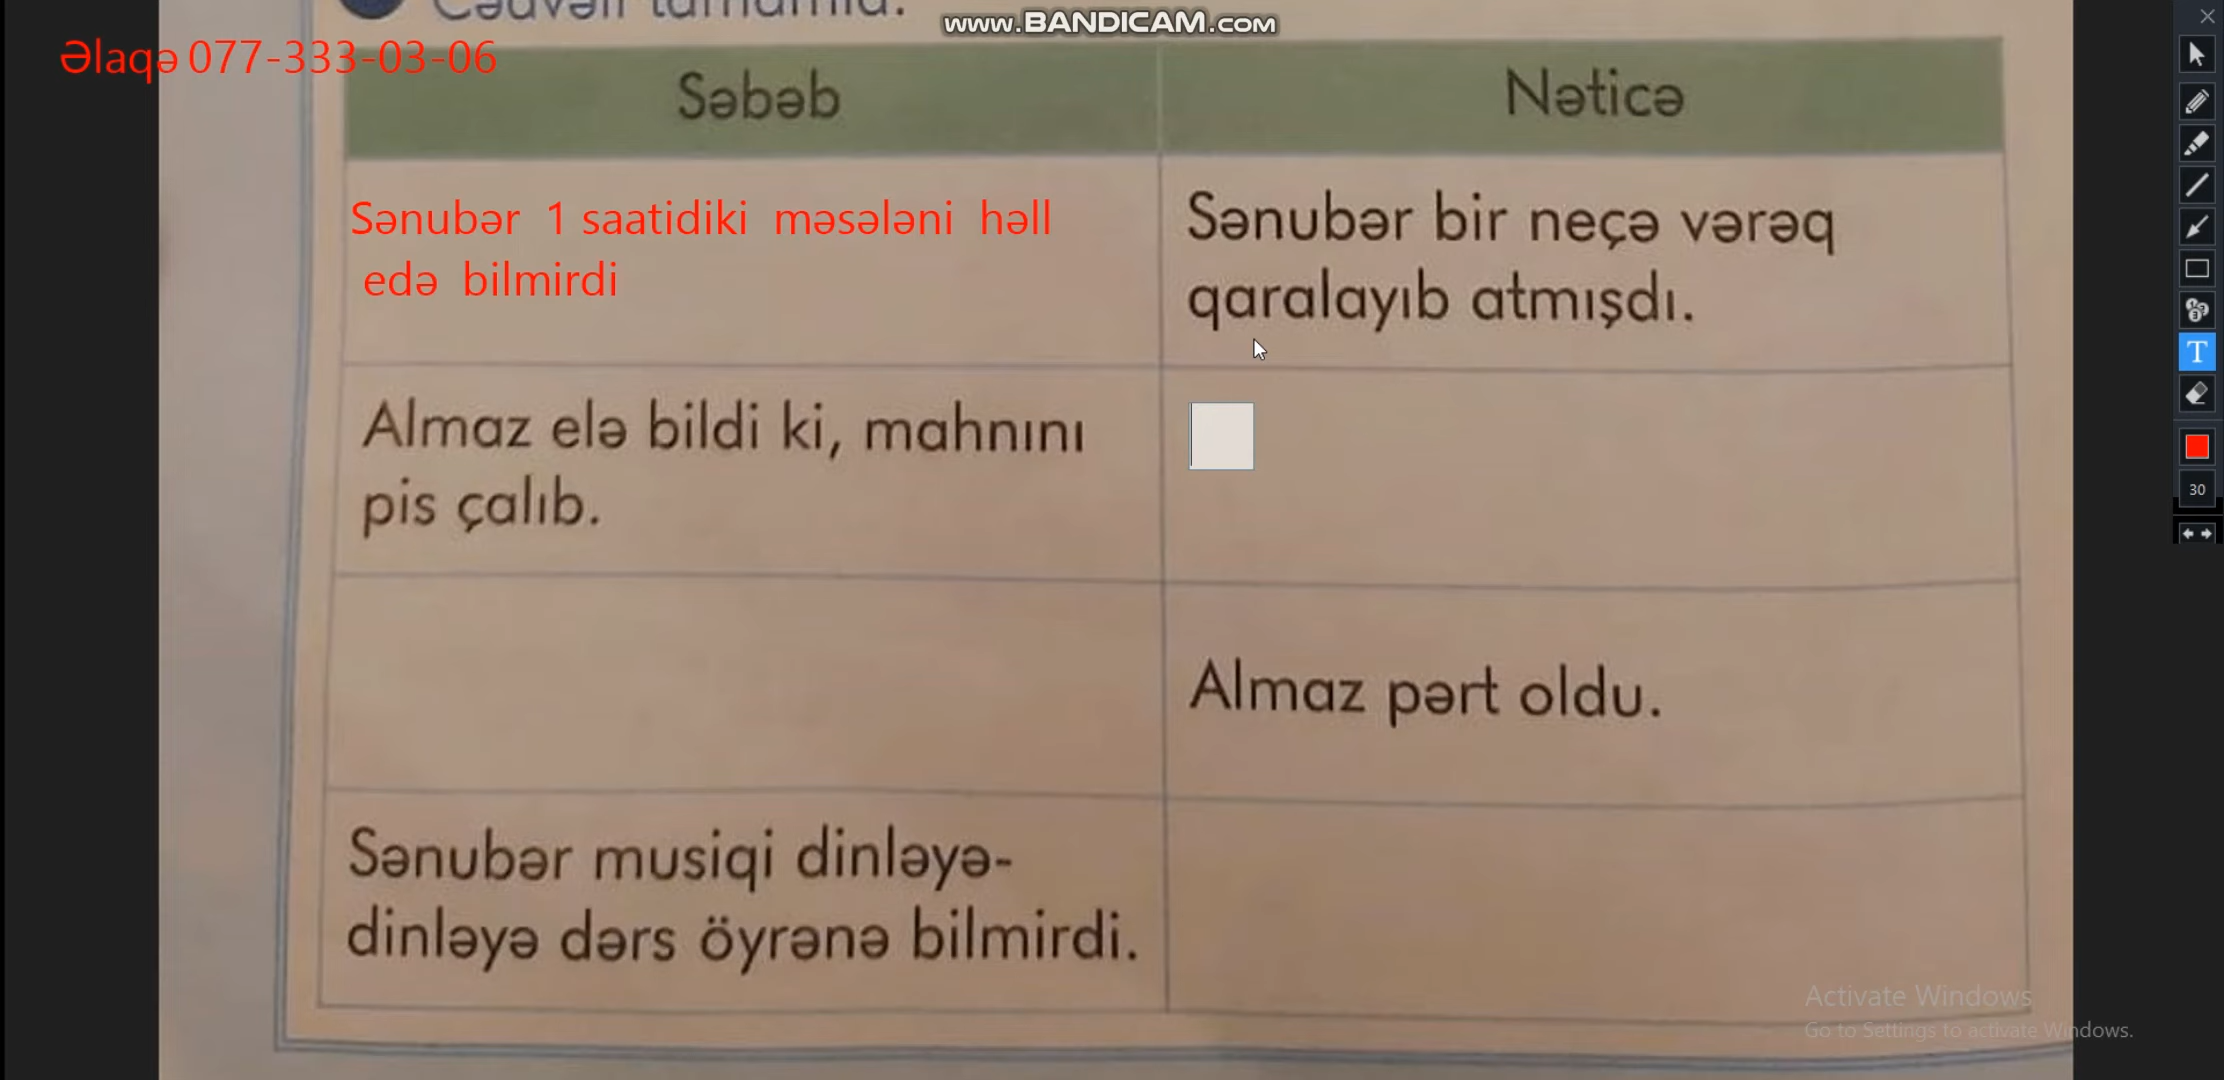 www.BANDICAM.com
Əlaqə 077-333-03-06
Səbəb
Nəticə
Sənubər 1 saatidiki məsələni həll
edə bilmirdi
Sənubər bir neçə vərəq
qaralayıb atmışdı.
Almaz elə bildi ki, mahnını
pis çalıb.
Almaz pərt oldu.
Sənubər musiqi dinləyə-
dinləyə dərs öyrənə bilmirdi.
T
30
Activate Windows
Go to Settings to activate Windows.